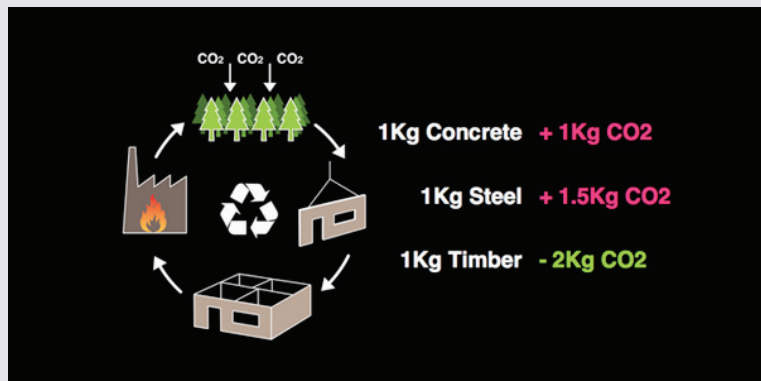 CO₂ CO₂ CO₂
1Kg Concrete + 1Kg CO2
1Kg Steel + 1.5Kg CO2
1Kg Timber - 2Kg CO2